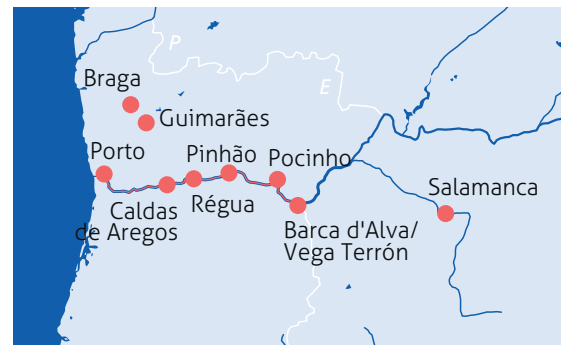 P
E
Braga
Guimarães
Porto
Pinhão
Pocinho
Caldas
de Aregos
Régua
Salamanca
Barca d'Alva/
Vega Terrón